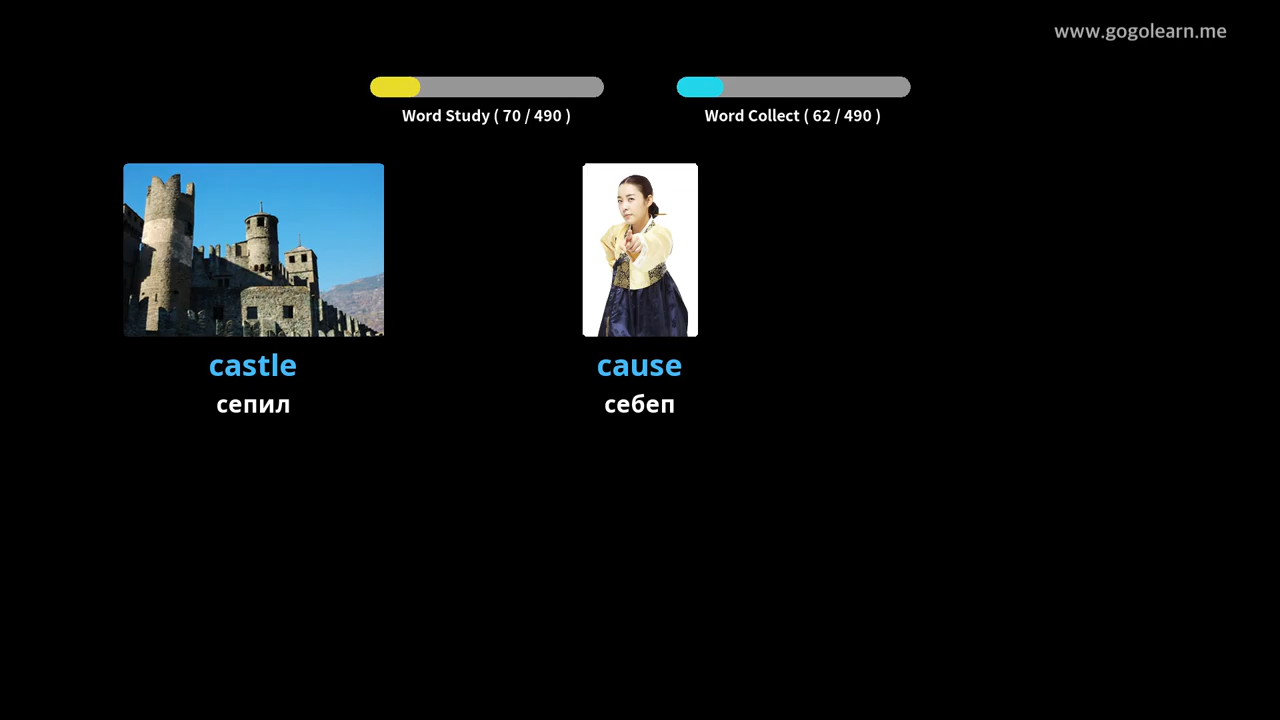 www.gogolearn.me
Word Study ( 70 / 490 )
Word Collect ( 62 / 490 )
castle
сепил
cause
себеп